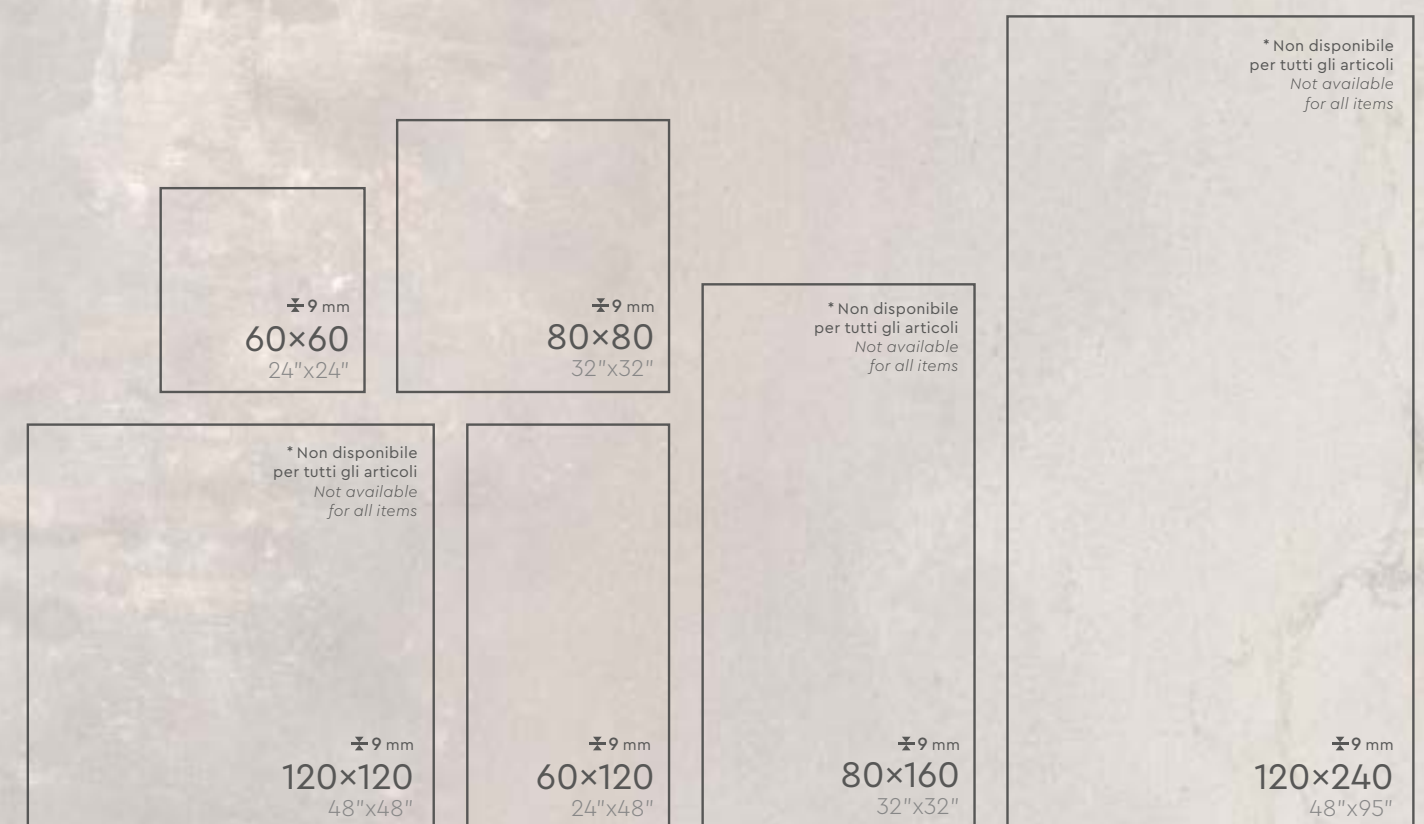 * Non disponibile
per tutti gli articoli
Not available
for all items
9 mm
60×60
24"x24"
9 mm
80×80
32"x32"
* Non disponibile
per tutti gli articoli
Not available
for all items
* Non disponibile
per tutti gli articoli
Not available
for all items
9 mm
120×120
48"x48"
9 mm
60×120
24"x48"
9 mm
80×160
32"x32"
9 mm
120×240
48"x95"